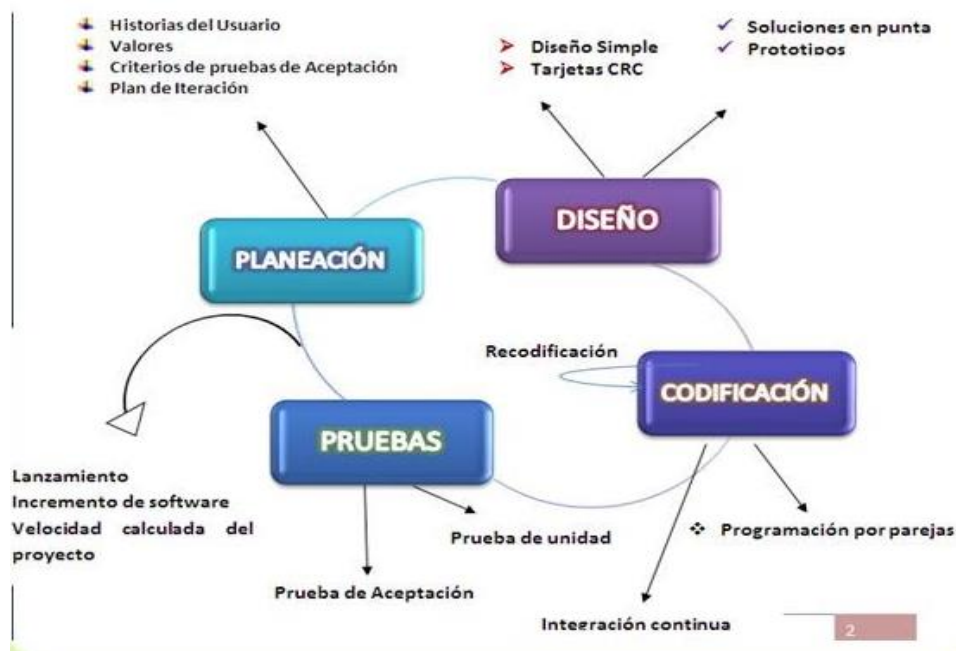 Historias del Usuario
Valores
Criterios de pruebas de Aceptación
Plan de Iteración
Diseño Simple
Tarjetas CRC
Soluciones en punta
Prototipos
PLANEACIÓN
DISEÑO
Recodificación
CODIFICACIÓN
PRUEBAS
Lanzamiento
Incremento de software
Velocidad calculada del
proyecto
Prueba de unidad
Programación por parejas
Prueba de Aceptación
Integración continua
2